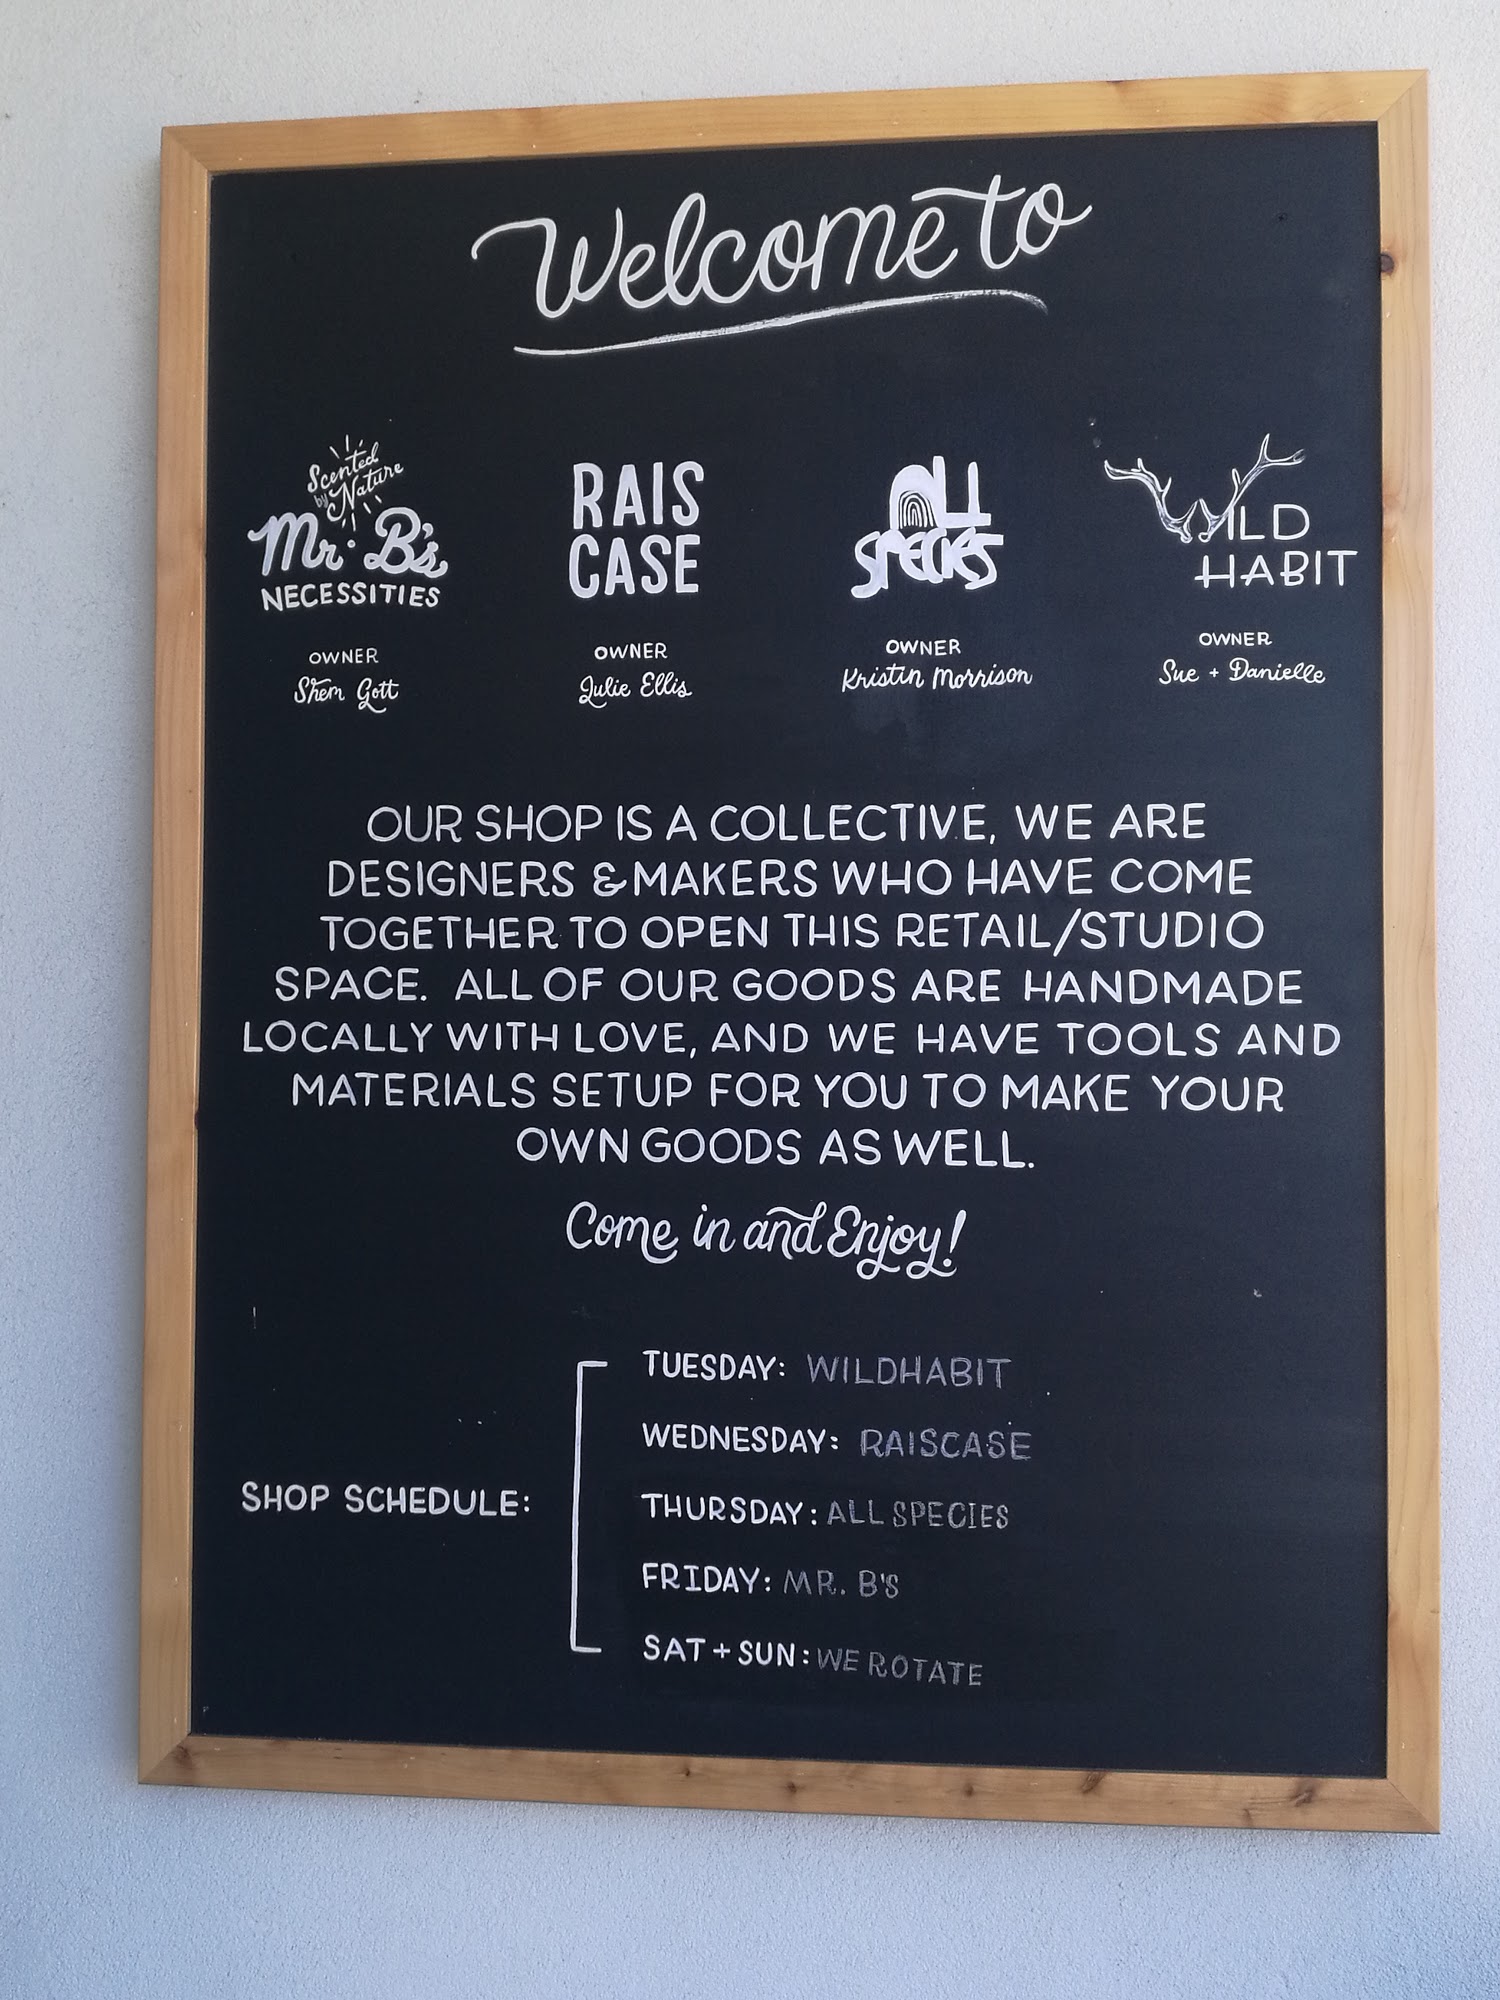 Welcome to
Scented
by Nature
Mr. B's
NECESSITIES
OWNER
Shem Gott
RAIS
CASE
OWNER
Julie Ellis
ALL
SPECIES
OWNER
Kristin Morrison
WILD
HABIT
OWNER
Sue + Danielle
OUR SHOP IS A COLLECTIVE, WE ARE
DESIGNERS & MAKERS WHO HAVE COME
TOGETHER TO OPEN THIS RETAIL/STUDIO
SPACE. ALL OF OUR GOODS ARE HANDMADE
LOCALLY WITH LOVE, AND WE HAVE TOOLS AND
MATERIALS SETUP FOR YOU TO MAKE YOUR
OWN GOODS AS WELL.
Come in and Enjoy!
SHOP SCHEDULE:
TUESDAY: WILDHABIT
WEDNESDAY: RAISCASE
THURSDAY: ALL SPECIES
FRIDAY: MR. B'S
SAT + SUN: WE ROTATE